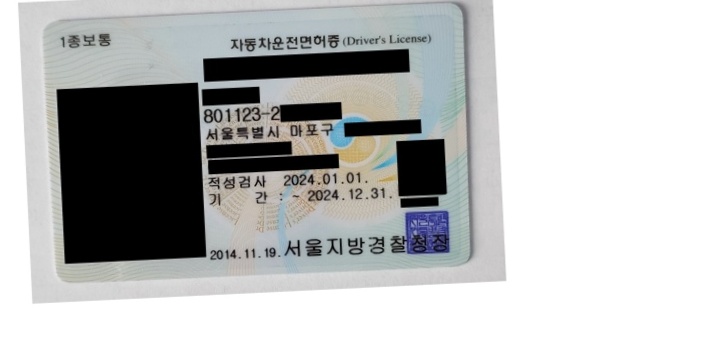 1종보통
자동차운전면허증 (Driver's License)
801123-2
서울특별시 마포구
적성검사 2024.01.01.
기 간 : ~ 2024.12.31.
2014.11.19. 서울지방경찰청장